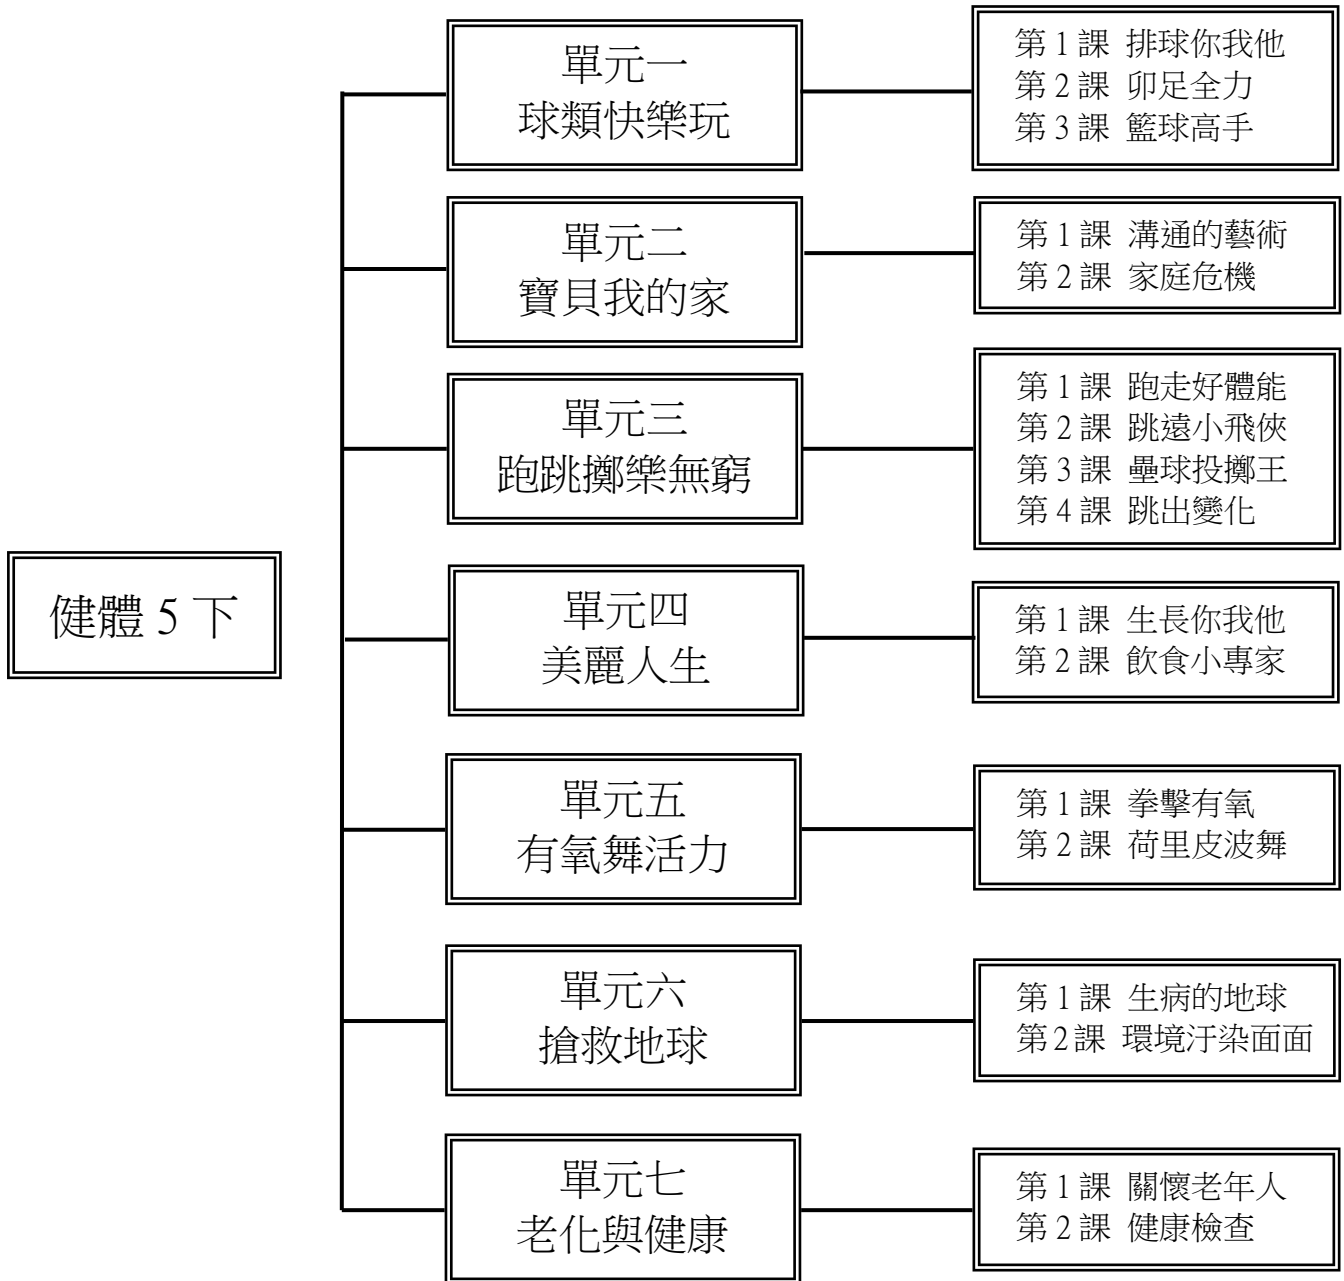 健體 5 下
單元一
球類快樂玩
第 1 課 排球你我他
第 2 課 卯足全力
第 3 課 籃球高手
單元二
寶貝我的家
第 1 課 溝通的藝術
第 2 課 家庭危機
單元三
跑跳擲樂無窮
第 1 課 跑走好體能
第 2 課 跳遠小飛俠
第 3 課 壘球投擲王
第 4 課 跳出變化
單元四
美麗人生
第 1 課 生長你我他
第 2 課 飲食小專家
單元五
有氧舞活力
第 1 課 拳擊有氧
第 2 課 荷里皮波舞
單元六
搶救地球
第 1 課 生病的地球
第 2 課 環境汙染面面
單元七
老化與健康
第 1 課 關懷老年人
第 2 課 健康檢查